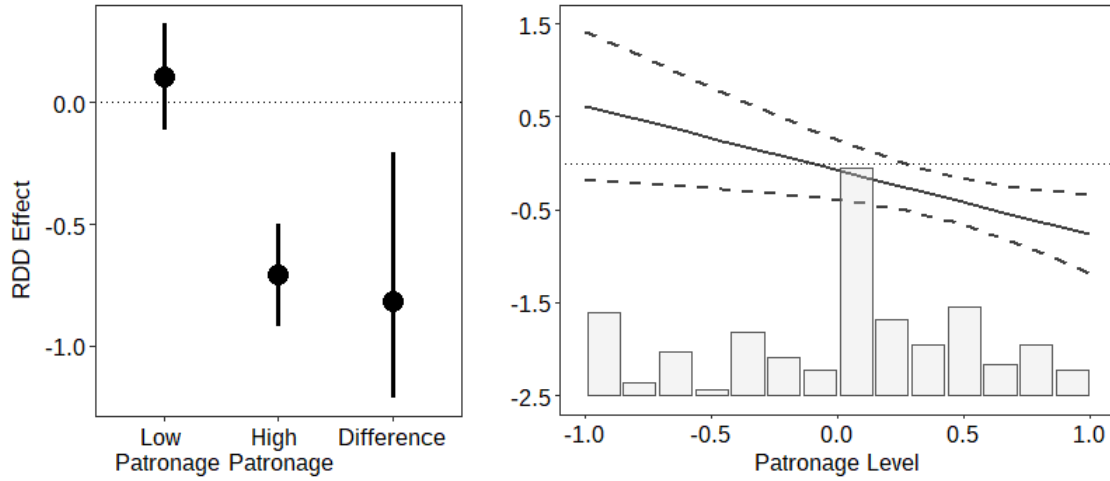 RDD Effect
0.0
-0.5
-1.0
Low Patronage
High Patronage
Difference
1.5
0.5
-0.5
-1.5
-2.5
-1.0 -0.5 0.0 0.5 1.0
Patronage Level